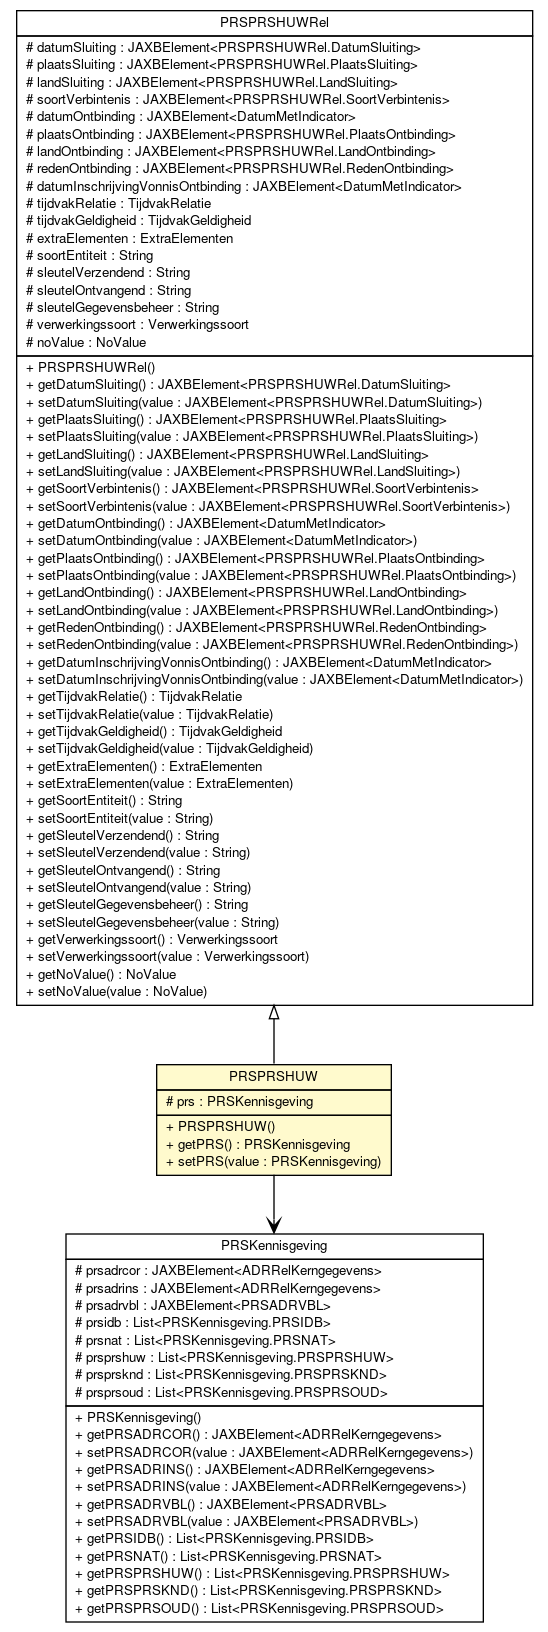 PRSPRSHUWRel
# datumSluiting : JAXBElement<PRSPRSHUWRel.DatumSluiting>
# plaatsSluiting : JAXBElement<PRSPRSHUWRel.PlaatsSluiting>
# landSluiting : JAXBElement<PRSPRSHUWRel.LandSluiting>
# soortVerbintenis : JAXBElement<PRSPRSHUWRel.SoortVerbintenis>
# datumOntbinding : JAXBElement<DatumMetIndicator>
# plaatsOntbinding : JAXBElement<PRSPRSHUWRel.PlaatsOntbinding>
# landOntbinding : JAXBElement<PRSPRSHUWRel.LandOntbinding>
# redenOntbinding : JAXBElement<PRSPRSHUWRel.RedenOntbinding>
# datumInschrijvingVonnisOntbinding : JAXBElement<DatumMetIndicator>
# tijdvakRelatie : TijdvakRelatie
# tijdvakGeldigheid : TijdvakGeldigheid
# extraElementen : ExtraElementen
# soortEntiteit : String
# sleutelVerzendend : String
# sleutelOntvangend : String
# sleutelGegevensbeheer : String
# verwerkingssoort : Verwerkingssoort
# noValue : NoValue
+ PRSPRSHUWRel()
+ getDatumSluiting() : JAXBElement<PRSPRSHUWRel.DatumSluiting>
+ setDatumSluiting(value : JAXBElement<PRSPRSHUWRel.DatumSluiting>)
+ getPlaatsSluiting() : JAXBElement<PRSPRSHUWRel.PlaatsSluiting>
+ setPlaatsSluiting(value : JAXBElement<PRSPRSHUWRel.PlaatsSluiting>)
+ getLandSluiting() : JAXBElement<PRSPRSHUWRel.LandSluiting>
+ setLandSluiting(value : JAXBElement<PRSPRSHUWRel.LandSluiting>)
+ getSoortVerbintenis() : JAXBElement<PRSPRSHUWRel.SoortVerbintenis>
+ setSoortVerbintenis(value : JAXBElement<PRSPRSHUWRel.SoortVerbintenis>)
+ getDatumOntbinding() : JAXBElement<DatumMetIndicator>
+ setDatumOntbinding(value : JAXBElement<DatumMetIndicator>)
+ getPlaatsOntbinding() : JAXBElement<PRSPRSHUWRel.PlaatsOntbinding>
+ setPlaatsOntbinding(value : JAXBElement<PRSPRSHUWRel.PlaatsOntbinding>)
+ getLandOntbinding() : JAXBElement<PRSPRSHUWRel.LandOntbinding>
+ setLandOntbinding(value : JAXBElement<PRSPRSHUWRel.LandOntbinding>)
+ getRedenOntbinding() : JAXBElement<PRSPRSHUWRel.RedenOntbinding>
+ setRedenOntbinding(value : JAXBElement<PRSPRSHUWRel.RedenOntbinding>)
+ getDatumInschrijvingVonnisOntbinding() : JAXBElement<DatumMetIndicator>
+ setDatumInschrijvingVonnisOntbinding(value : JAXBElement<DatumMetIndicator>)
+ getTijdvakRelatie() : TijdvakRelatie
+ setTijdvakRelatie(value : TijdvakRelatie)
+ getTijdvakGeldigheid() : TijdvakGeldigheid
+ setTijdvakGeldigheid(value : TijdvakGeldigheid)
+ getExtraElementen() : ExtraElementen
+ setExtraElementen(value : ExtraElementen)
+ getSoortEntiteit() : String
+ setSoortEntiteit(value : String)
+ getSleutelVerzendend() : String
+ setSleutelVerzendend(value : String)
+ getSleutelOntvangend() : String
+ setSleutelOntvangend(value : String)
+ getSleutelGegevensbeheer() : String
+ setSleutelGegevensbeheer(value : String)
+ getVerwerkingssoort() : Verwerkingssoort
+ setVerwerkingssoort(value : Verwerkingssoort)
+ getNoValue() : NoValue
+ setNoValue(value : NoValue)
PRSPRSHUW
# prs : PRSKennisgeving
+ PRSPRSHUW()
+ getPRS() : PRSKennisgeving
+ setPRS(value : PRSKennisgeving)
PRSKennisgeving
# prsadrcor : JAXBElement<ADRRelKerngegevens>
# prsadrins : JAXBElement<ADRRelKerngegevens>
# prsadrvbl : JAXBElement<PRSADRVBL>
# prsidb : List<PRSKennisgeving.PRSIDB>
# prsnat : List<PRSKennisgeving.PRSNAT>
# prsprshuw : List<PRSKennisgeving.PRSPRSHUW>
# prsprsknd : List<PRSKennisgeving.PRSPRSKND>
# prsprsoud : List<PRSKennisgeving.PRSPRSOUD>
+ PRSKennisgeving()
+ getPRSADRCOR() : JAXBElement<ADRRelKerngegevens>
+ setPRSADRCOR(value : JAXBElement<ADRRelKerngegevens>)
+ getPRSADRINS() : JAXBElement<ADRRelKerngegevens>
+ setPRSADRINS(value : JAXBElement<ADRRelKerngegevens>)
+ getPRSADRVBL() : JAXBElement<PRSADRVBL>
+ setPRSADRVBL(value : JAXBElement<PRSADRVBL>)
+ getPRSIDB() : List<PRSKennisgeving.PRSIDB>
+ getPRSNAT() : List<PRSKennisgeving.PRSNAT>
+ getPRSPRSHUW() : List<PRSKennisgeving.PRSPRSHUW>
+ getPRSPRSKND() : List<PRSKennisgeving.PRSPRSKND>
+ getPRSPRSOUD() : List<PRSKennisgeving.PRSPRSOUD>